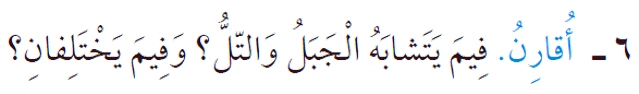 ٦ ـ أُقارِنُ. فِيمَ يَتَشابَهُ الْجَبَلُ وَالتّلُّ؟ وَفِيمَ يَخْتَلِفانِ؟